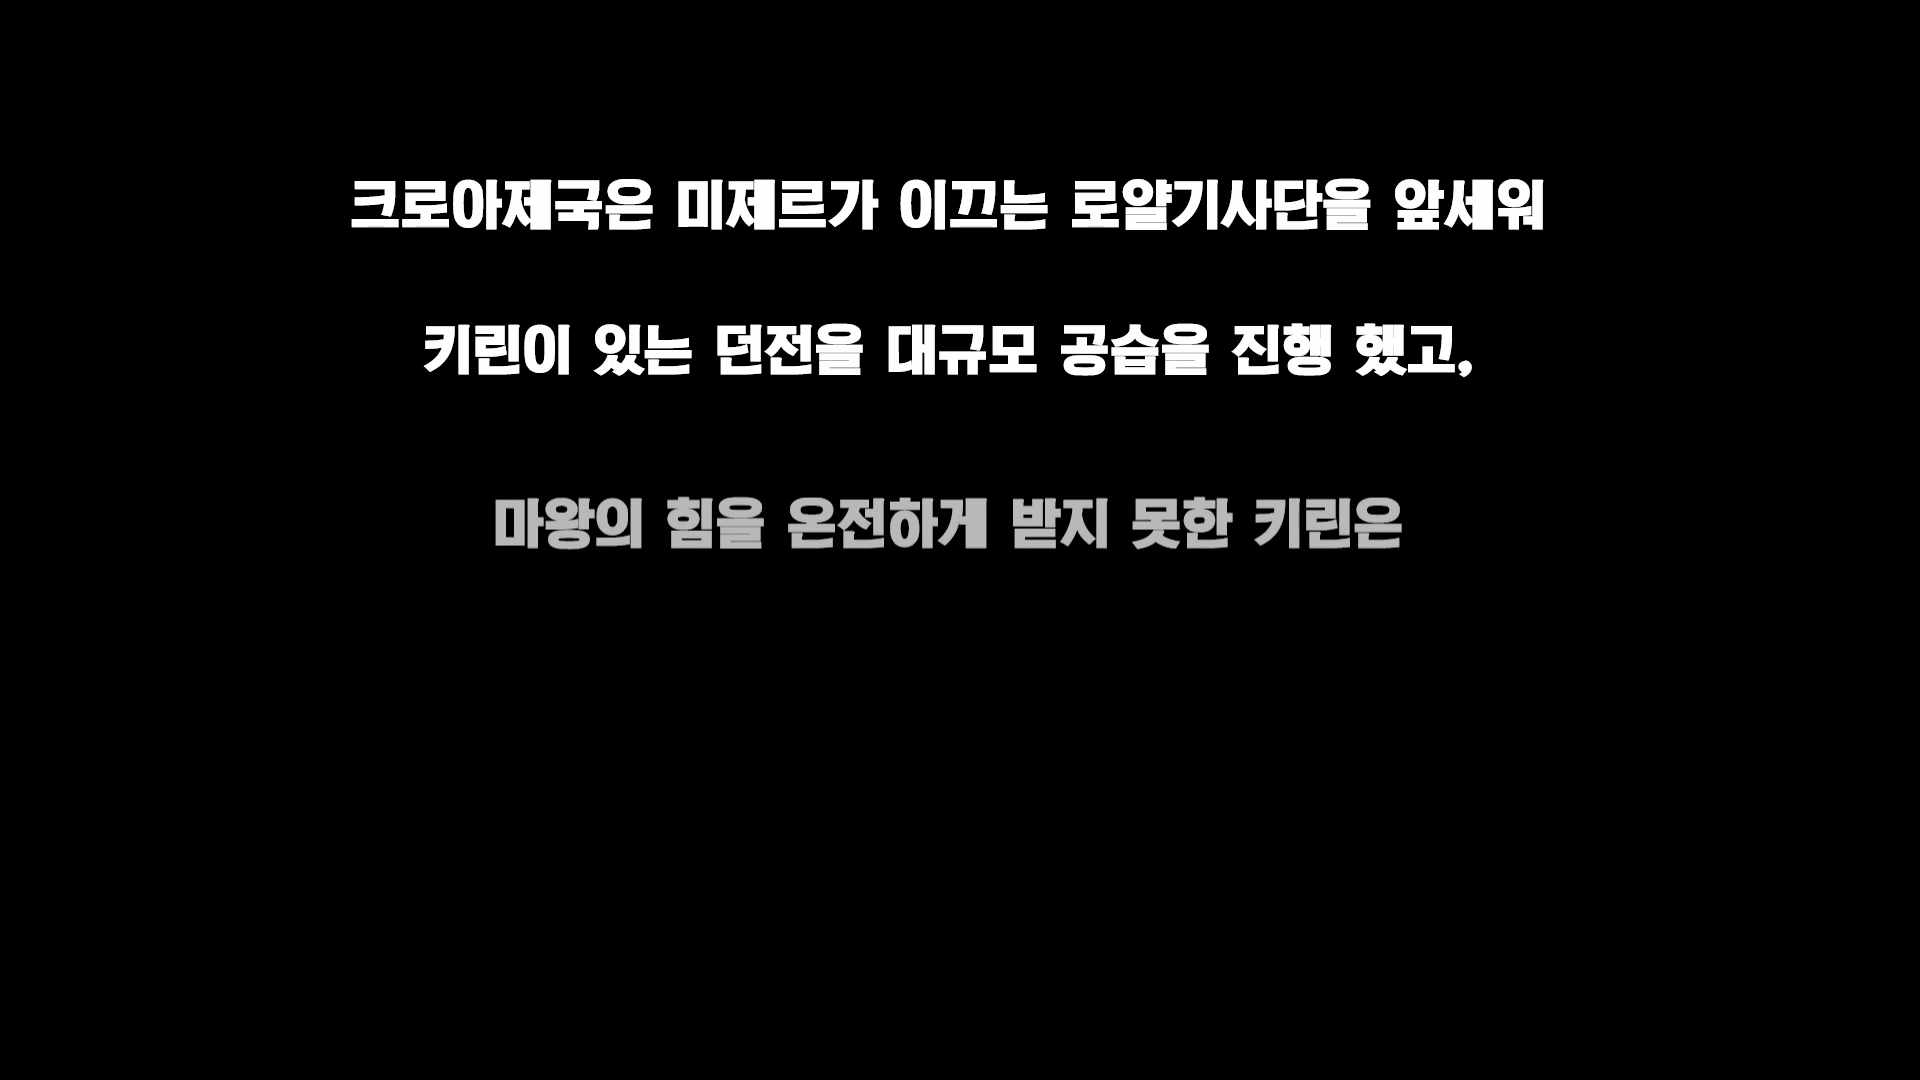 크로아제국은 미제르가 이끄는 로얄기사단을 앞세워
키린이 있는 던전을 대규모 공습을 진행 했고,
마왕의 힘을 온전하게 받지 못한 키린은